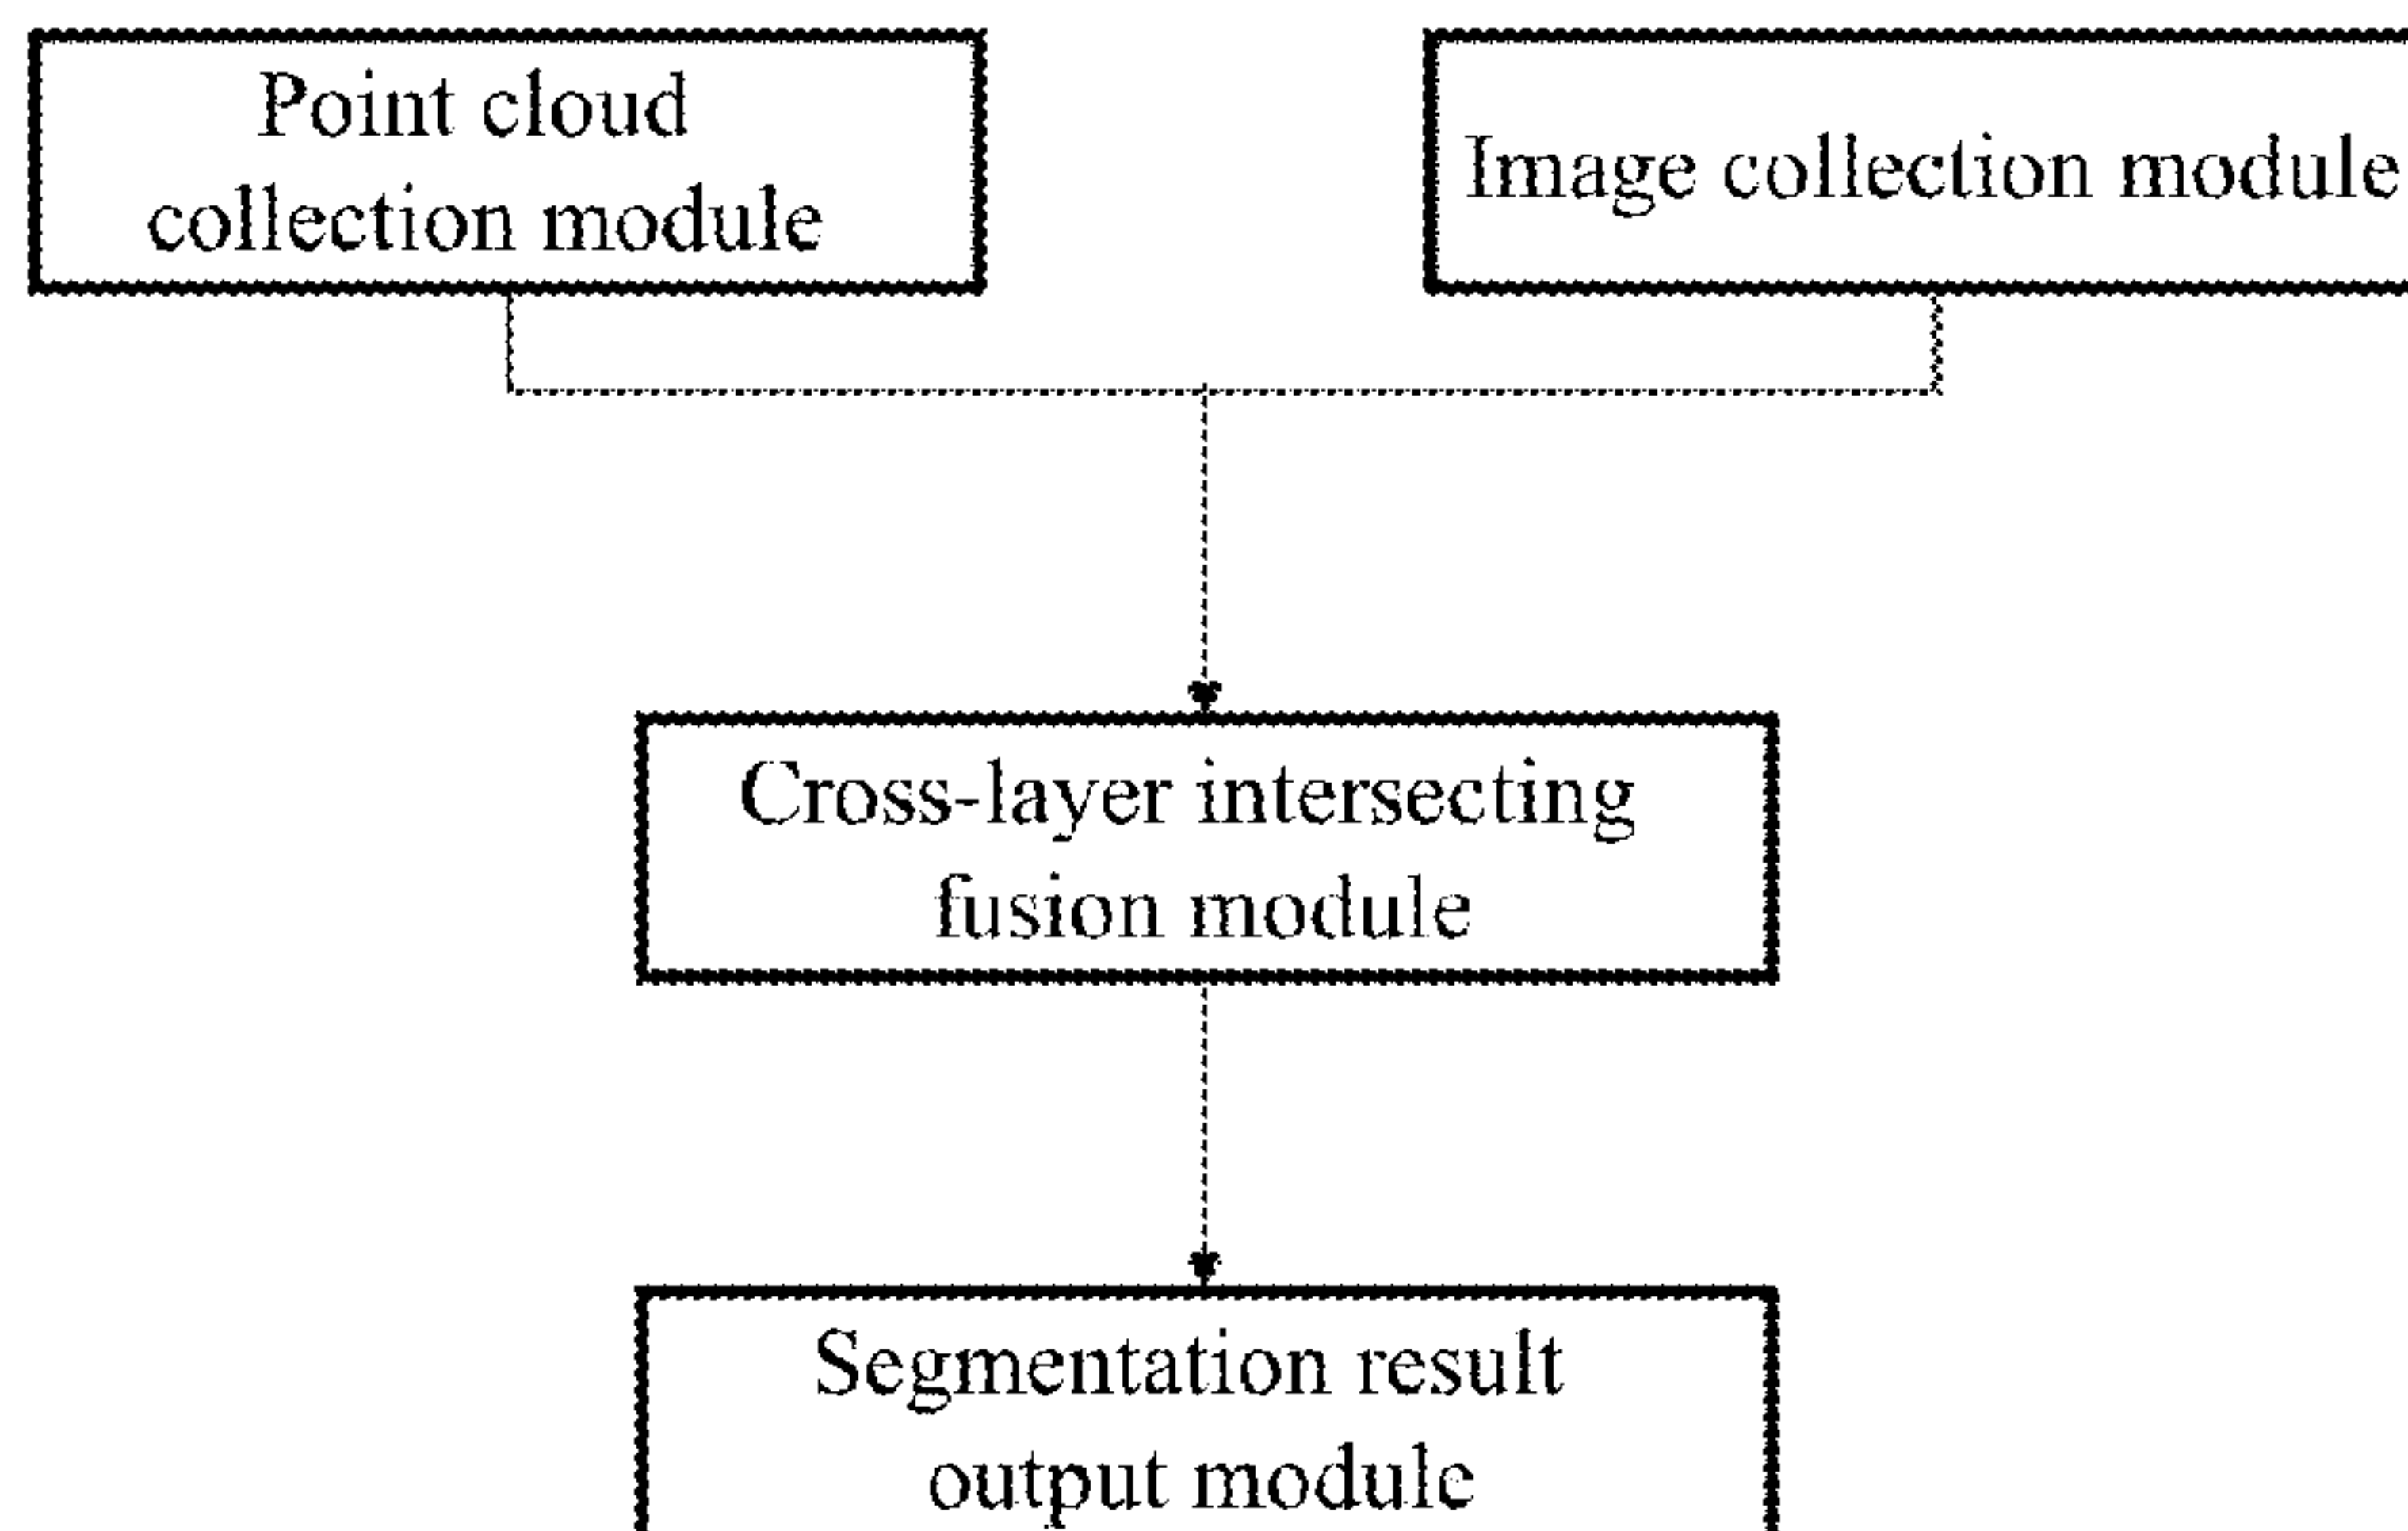 Point cloud
collection module
Image collection module
Cross-layer intersecting
fusion module
Segmentation result
output module